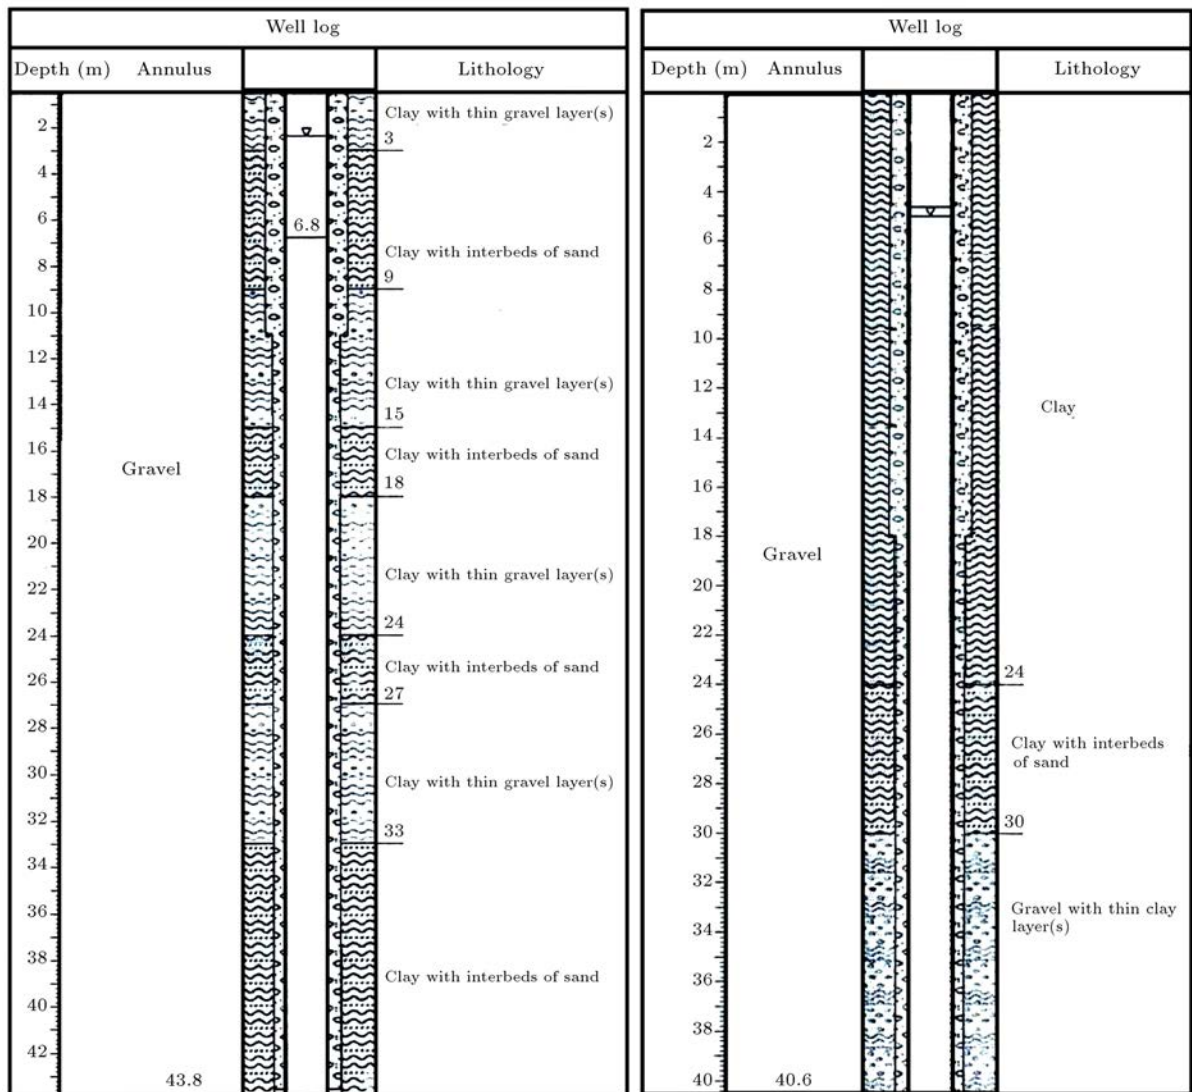 Well log
Depth (m) Annulus Lithology
2
4
6
8
10
12
14
16
18
20
22
24
26
28
30
32
34
36
38
40
42
Gravel
43.8
6.8
Clay with thin gravel layer(s)
3
Clay with interbeds of sand
9
Clay with thin gravel layer(s)
15
Clay with interbeds of sand
18
Clay with thin gravel layer(s)
24
Clay with interbeds of sand
27
Clay with thin gravel layer(s)
33
Clay with interbeds of sand
Well log
Depth (m) Annulus Lithology
2
4
6
8
10
12
14
16
18
20
22
24
26
28
30
32
34
36
38
40
Gravel
40.6
Clay
24
Clay with interbeds
of sand
30
Gravel with thin clay
layer(s)